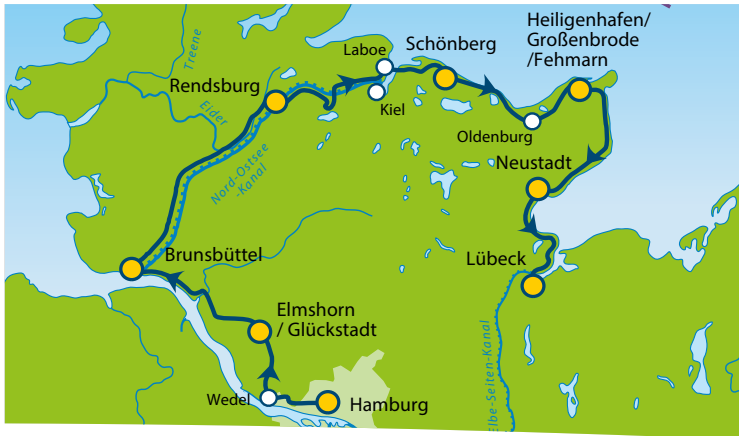 Heiligenhafen/
Großenbrode
/Fehmarn
Treene
Laboe
Schönberg
Rendsburg
Kiel
Eider
Oldenburg
Nord-Ostsee
-Kanal
Neustadt
Brunsbüttel
Lübeck
Elmshorn
/ Glückstadt
Elbe-Seiten-Kanal
Wedel
Hamburg